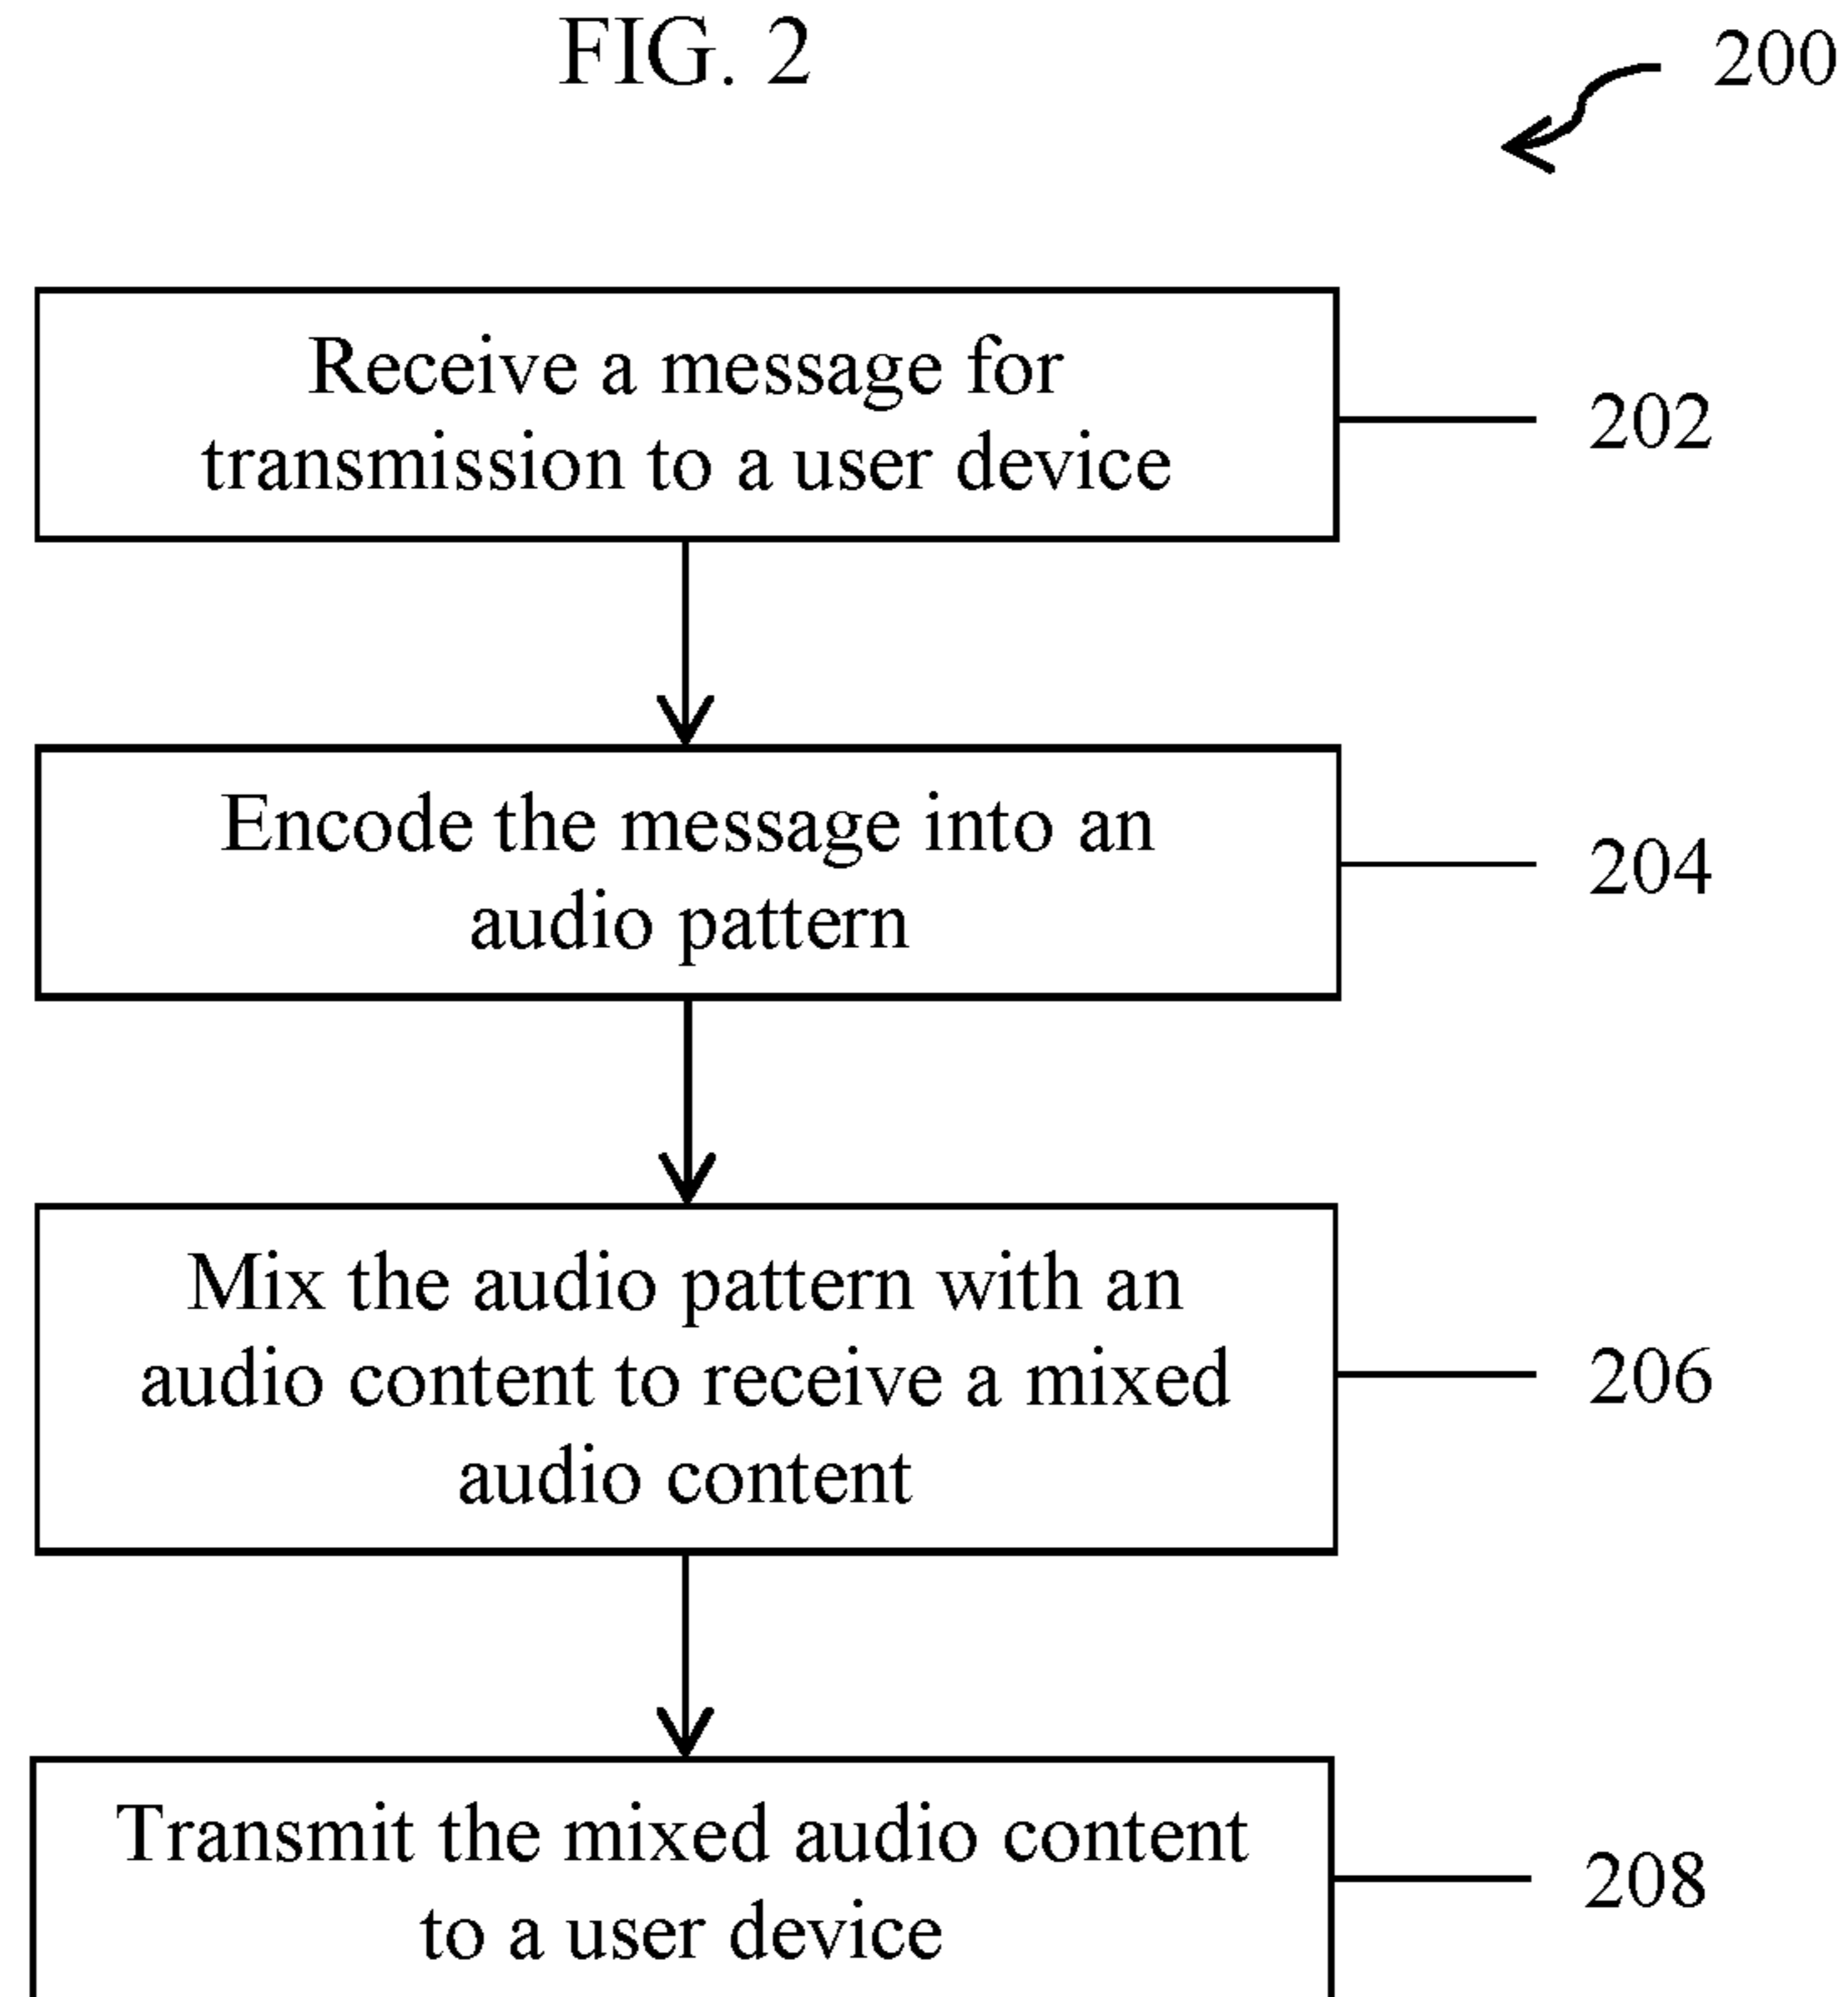 FIG. 2
200
Receive a message for
transmission to a user device
202
Encode the message into an
audio pattern
204
Mix the audio pattern with an
audio content to receive a mixed
audio content
206
Transmit the mixed audio content
to a user device
208